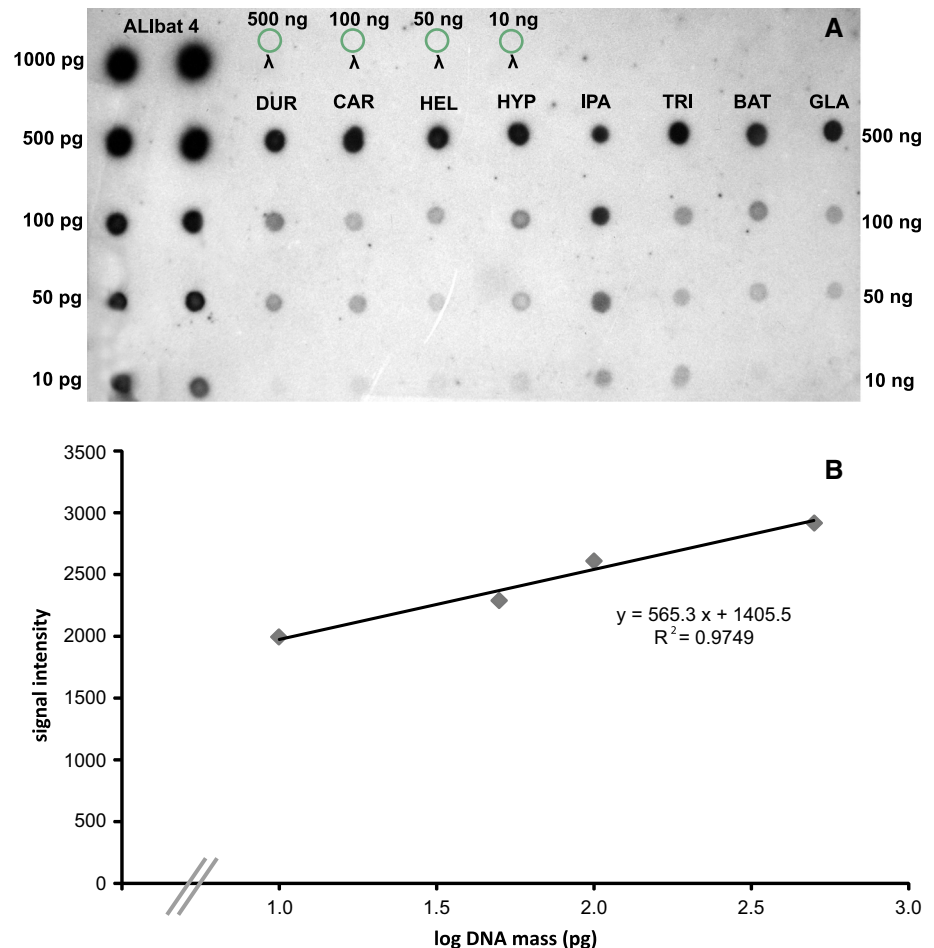 ALIbat 4 500 ng 100 ng 50 ng 10 ng A
1000 pg λ λ λ λ
DUR CAR HEL HYP IPA TRI BAT GLA
500 pg 500 ng
100 pg 100 ng
50 pg 50 ng
10 pg 10 ng
B
3500
3000
2500
2000
1500
1000
500
0
y = 565.3 x + 1405.5
R² = 0.9749
signal intensity
1.0 1.5 2.0 2.5 3.0
log DNA mass (pg)